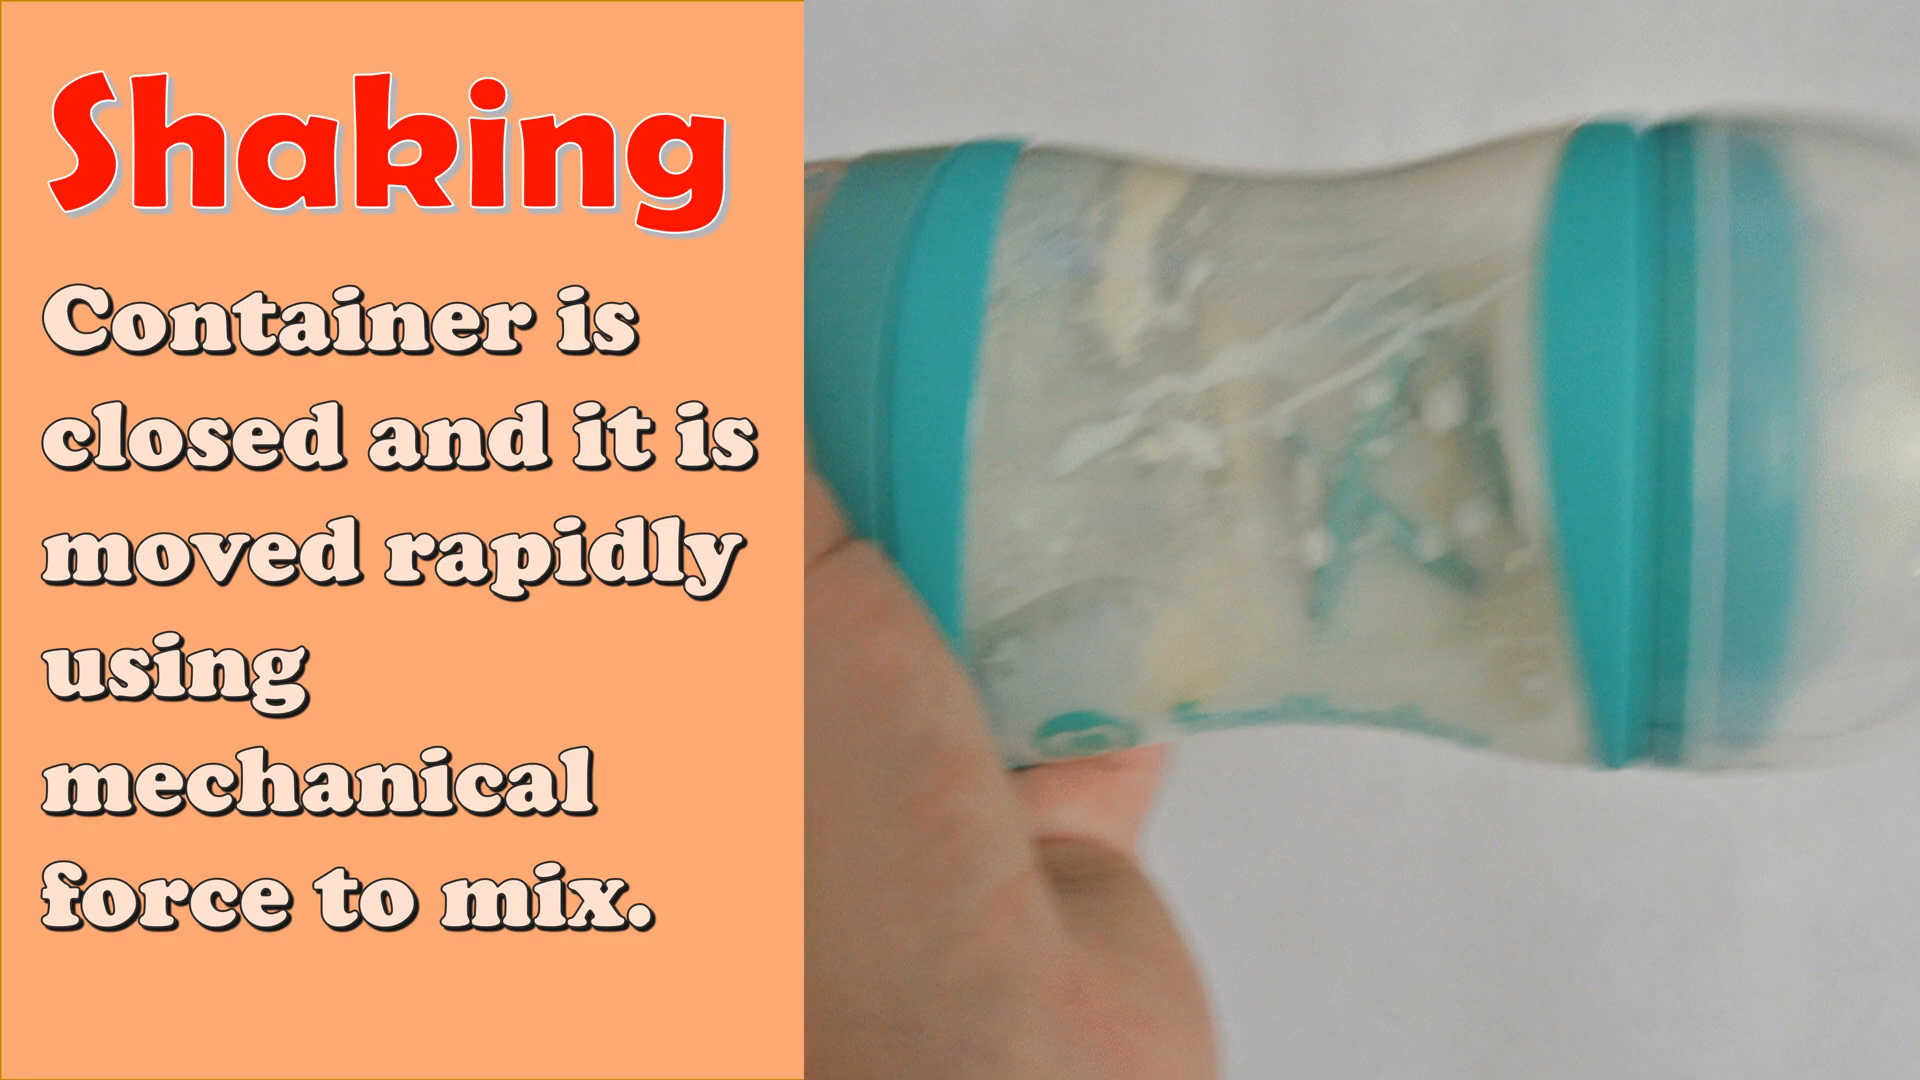 Shaking
Container is
closed and it is
moved rapidly
using
mechanical
force to mix.